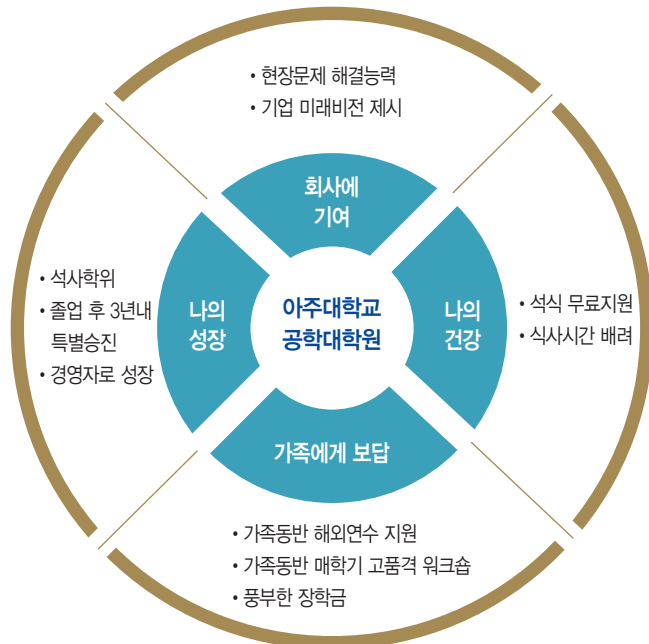 • 현장문제 해결능력
• 기업 미래비전 제시
회사에
기여
• 석사학위
• 졸업 후 3년내
특별승진
• 경영자로 성장
나의
성장
아주대학교
공학대학원
나의
건강
• 석식 무료지원
• 식사시간 배려
가족에게 보답
• 가족동반 해외연수 지원
• 가족동반 매학기 고품격 워크숍
• 풍부한 장학금